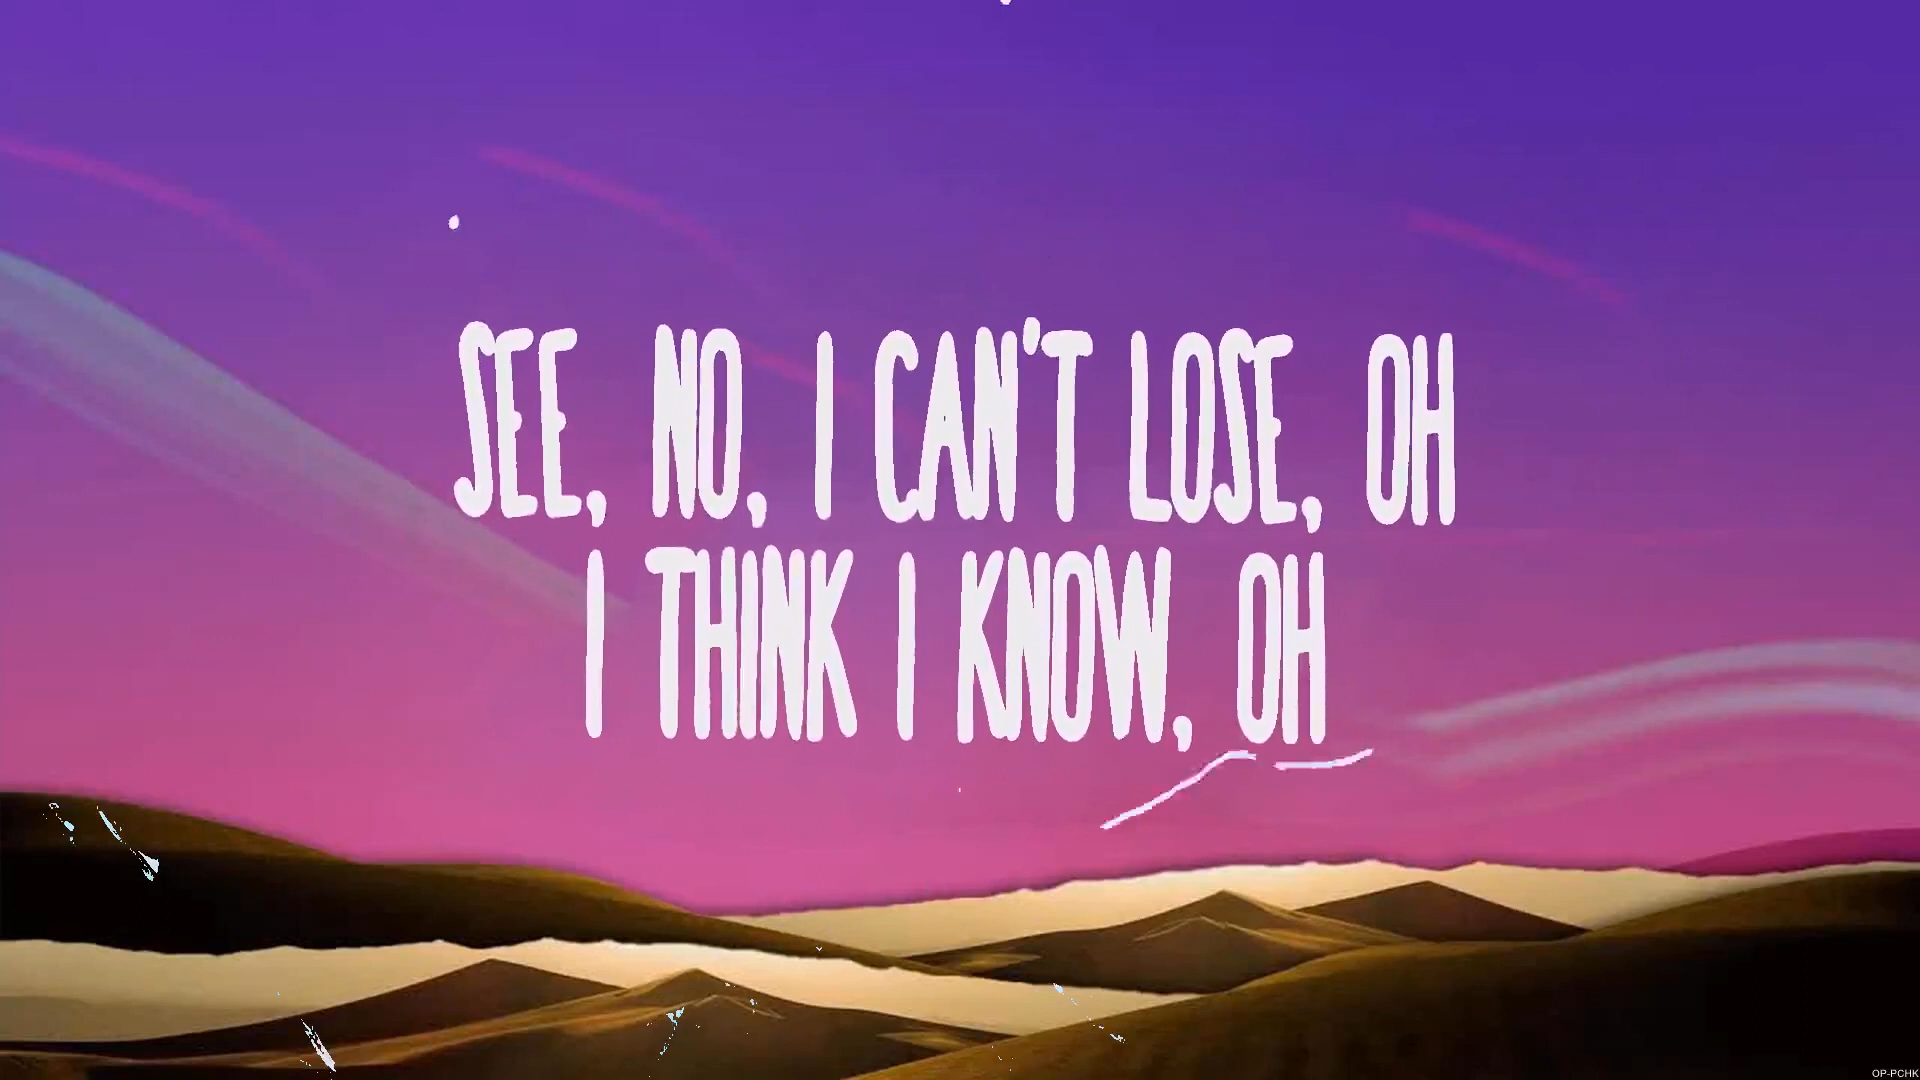 SEE, NO, I CAN'T LOSE, OH
I THINK I KNOW, OH
OP-PCHK